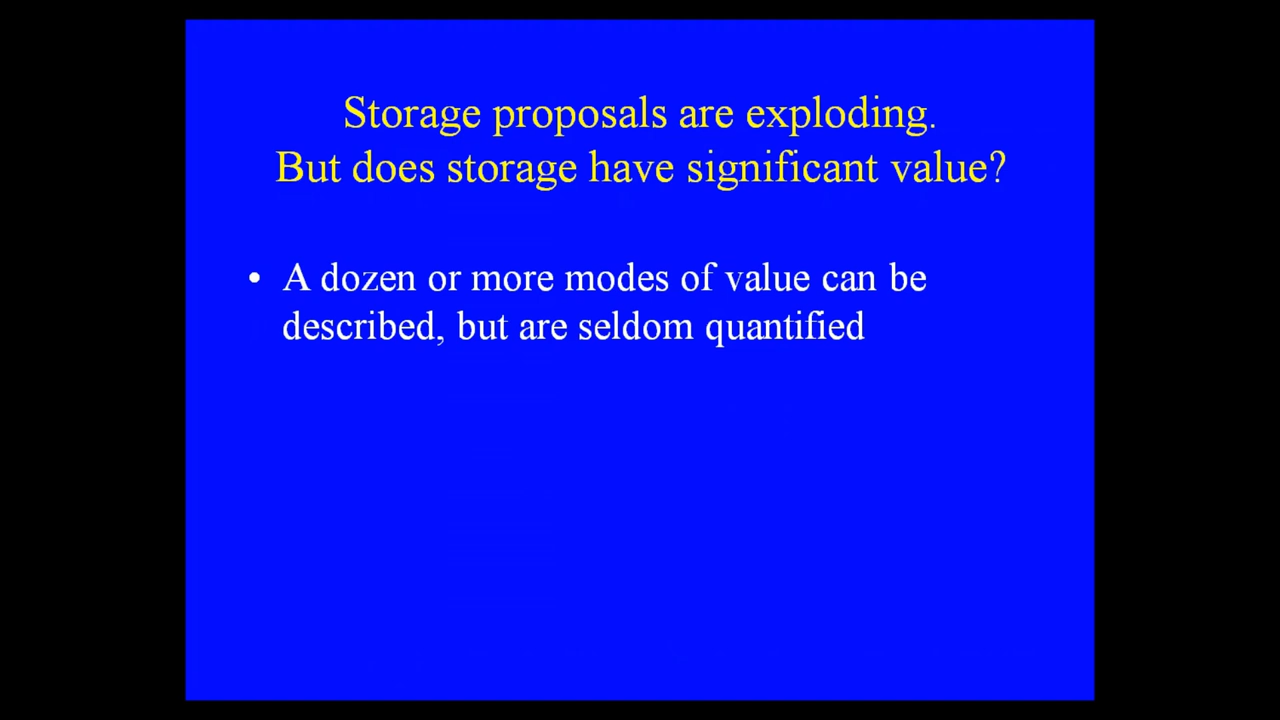 Storage proposals are exploding.
But does storage have significant value?
• A dozen or more modes of value can be
described, but are seldom quantified